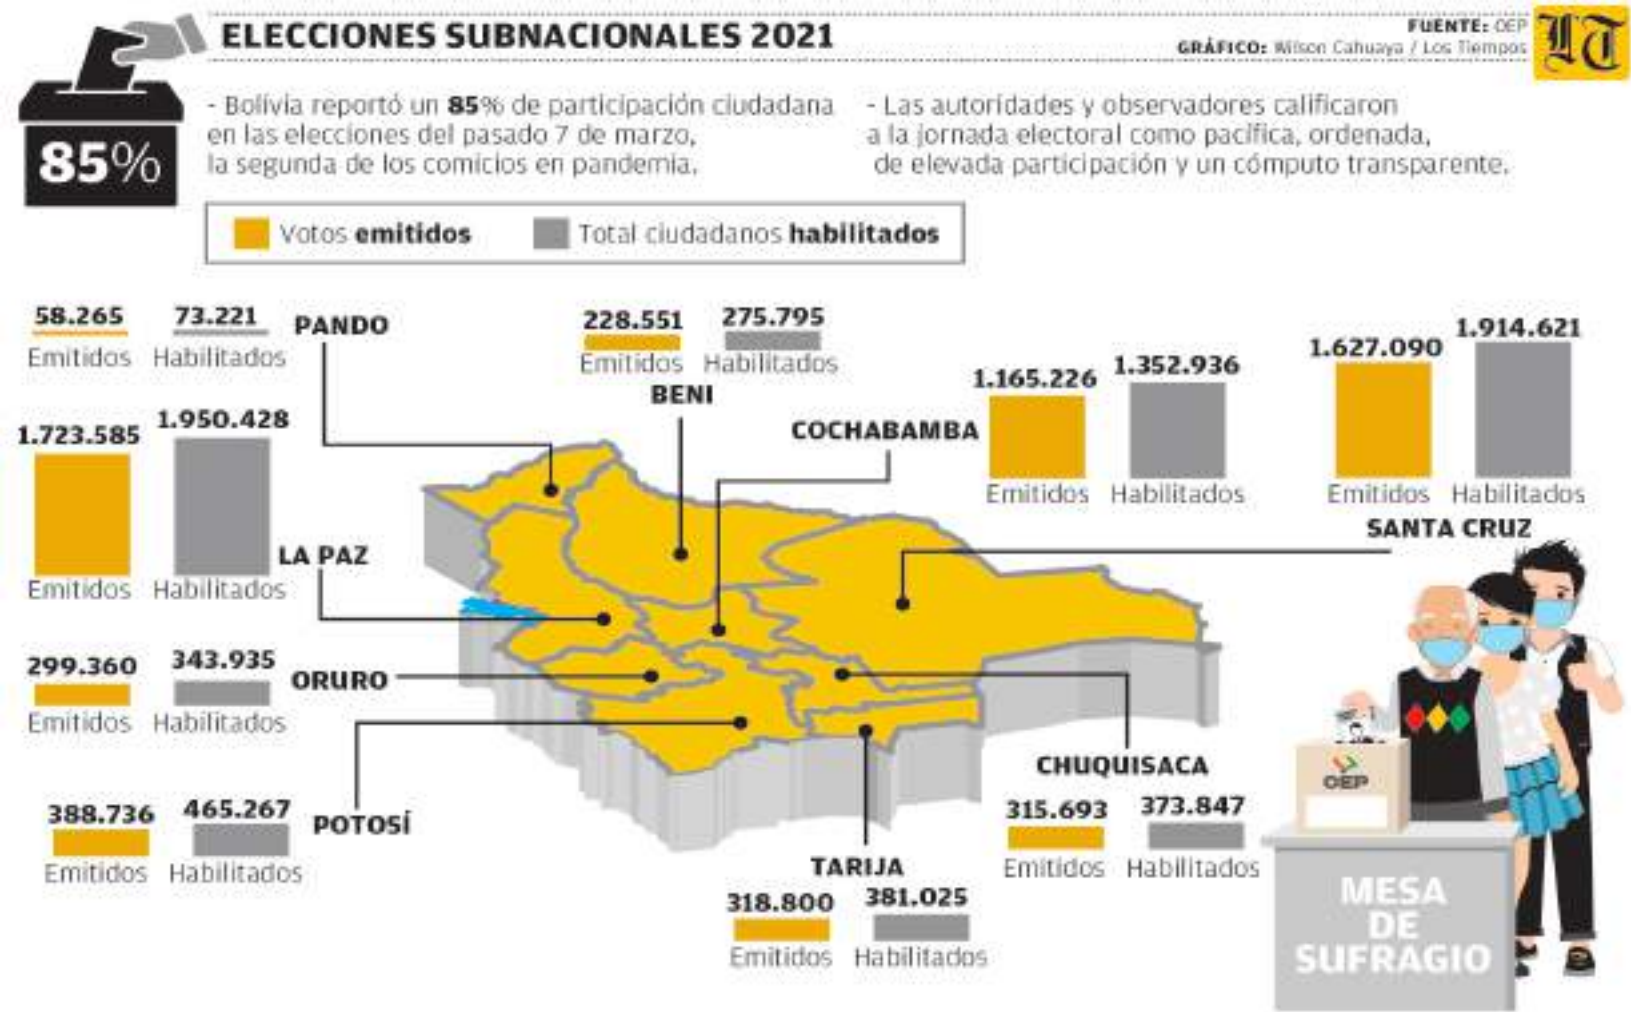 ELECCIONES SUBNACIONALES 2021
FUENTE: OEP
GRÁFICO: Wilson Cahuaya / Los Tiempos
LT
85%
- Bolivia reportó un 85% de participación ciudadana
en las elecciones del pasado 7 de marzo,
la segunda de los comicios en pandemia.
- Las autoridades y observadores calificaron
a la jornada electoral como pacífica, ordenada,
de elevada participación y un cómputo transparente.
Votos emitidos
Total ciudadanos habilitados
58.265 73.221
Emitidos Habilitados
PANDO
228.551 275.795
Emitidos Habilitados
BENI
1.165.226 1.352.936
Emitidos Habilitados
COCHABAMBA
1.627.090 1.914.621
Emitidos Habilitados
SANTA CRUZ
1.723.585 1.950.428
Emitidos Habilitados
LA PAZ
299.360 343.935
Emitidos Habilitados
ORURO
388.736 465.267
Emitidos Habilitados
POTOSÍ
TARIJA
318.800 381.025
Emitidos Habilitados
CHUQUISACA
315.693 373.847
Emitidos Habilitados
OEP
MESA
DE
SUFRAGIO